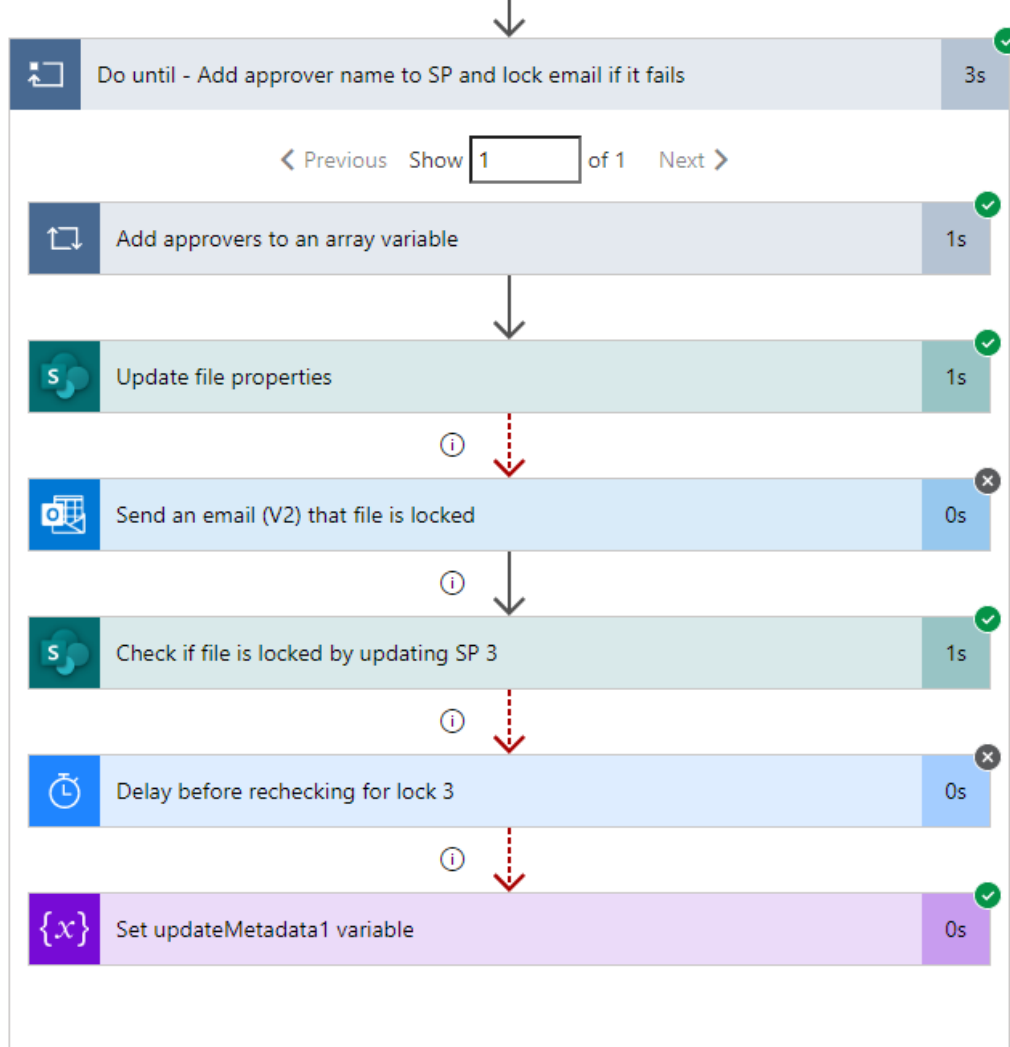 Do until - Add approver name to SP and lock email if it fails 3s
Previous Show 1 of 1 Next
Add approvers to an array variable 1s
S Update file properties 1s
Send an email (V2) that file is locked 0s
S Check if file is locked by updating SP 3 1s
Delay before rechecking for lock 3 0s
{x} Set updateMetadata1 variable 0s